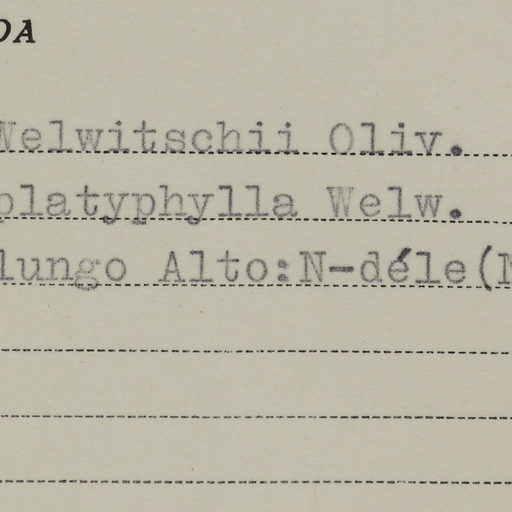 DA
Welwitschii Oliv.
platyphylla Welw.
lungo Alto:N-déle(N